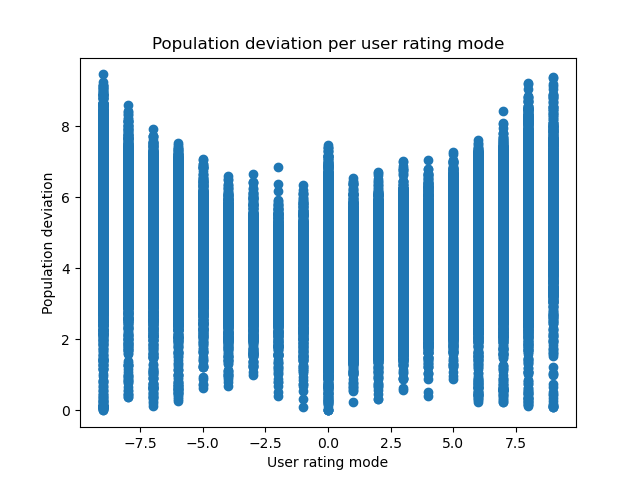 Population deviation per user rating mode
8
6
4
2
0
Population deviation
−7.5 −5.0 −2.5 0.0 2.5 5.0 7.5
User rating mode